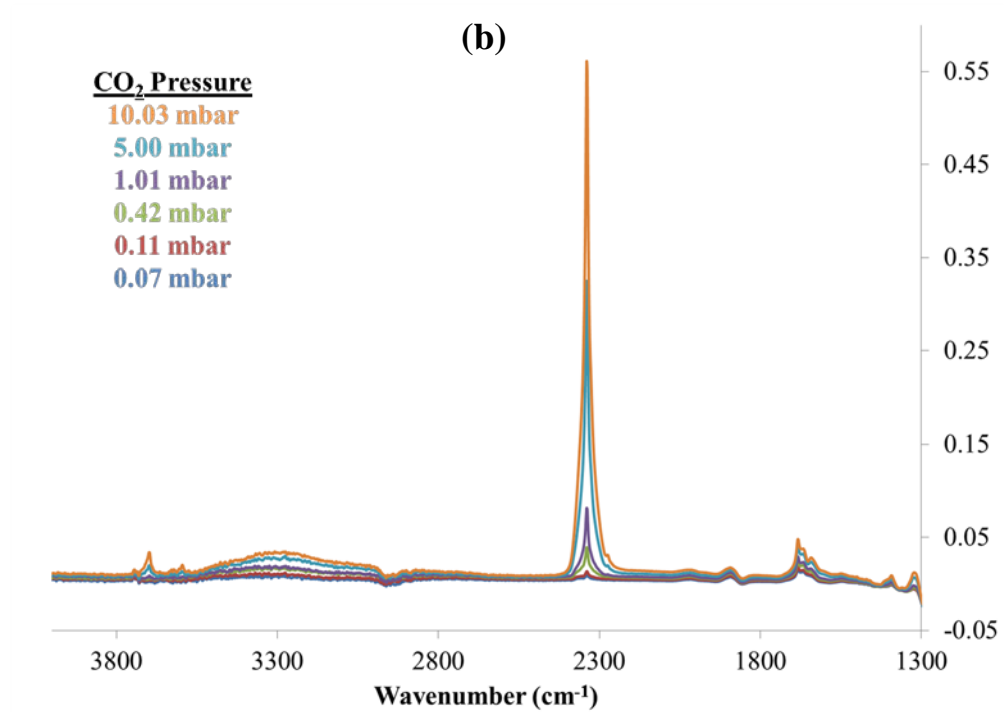 (b)
CO₂ Pressure
10.03 mbar
5.00 mbar
1.01 mbar
0.42 mbar
0.11 mbar
0.07 mbar
0.55
0.45
0.35
0.25
0.15
0.05
-0.05
3800 3300 2800 2300 1800 1300
Wavenumber (cm⁻¹)